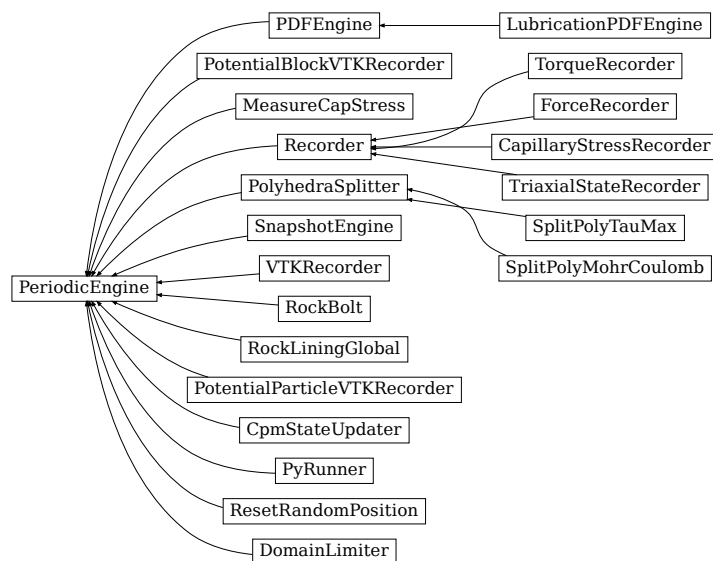 PDFEngine
LubricationPDFEngine
PotentialBlockVTKRecorder
TorqueRecorder
MeasureCapStress
ForceRecorder
Recorder
CapillaryStressRecorder
PolyhedraSplitter
TriaxialStateRecorder
SnapshotEngine
SplitPolyTauMax
VTKRecorder
SplitPolyMohrCoulomb
PeriodicEngine
RockBolt
RockLiningGlobal
PotentialParticleVTKRecorder
CpmStateUpdater
PyRunner
ResetRandomPosition
DomainLimiter